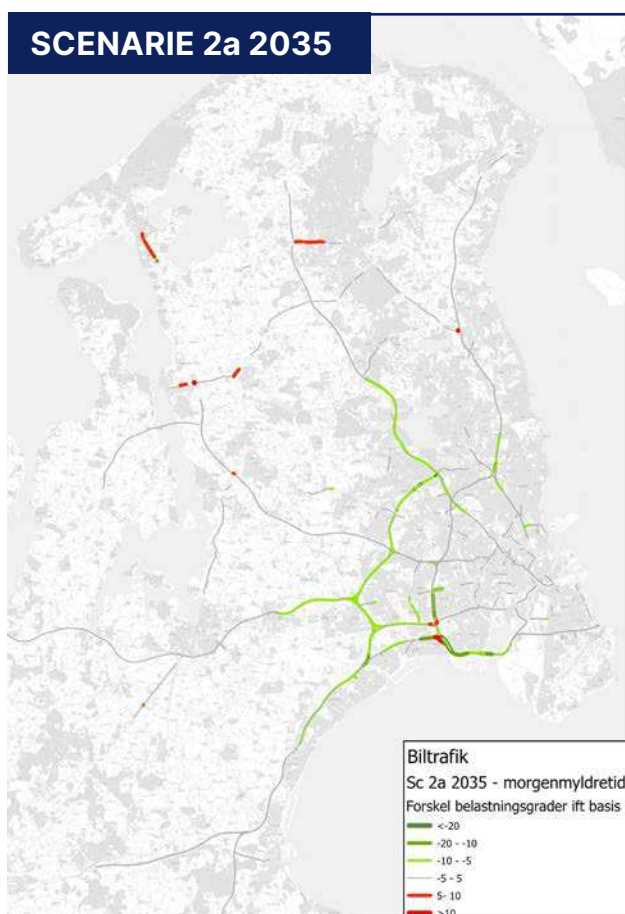 SCENARIE 2a 2035
Biltrafik
Sc 2a 2035 - morgenmyldretid
Forskel belastningsgrader ift basis
<-20
-20 - -10
-10 - -5
-5 - 5
5- 10
>10